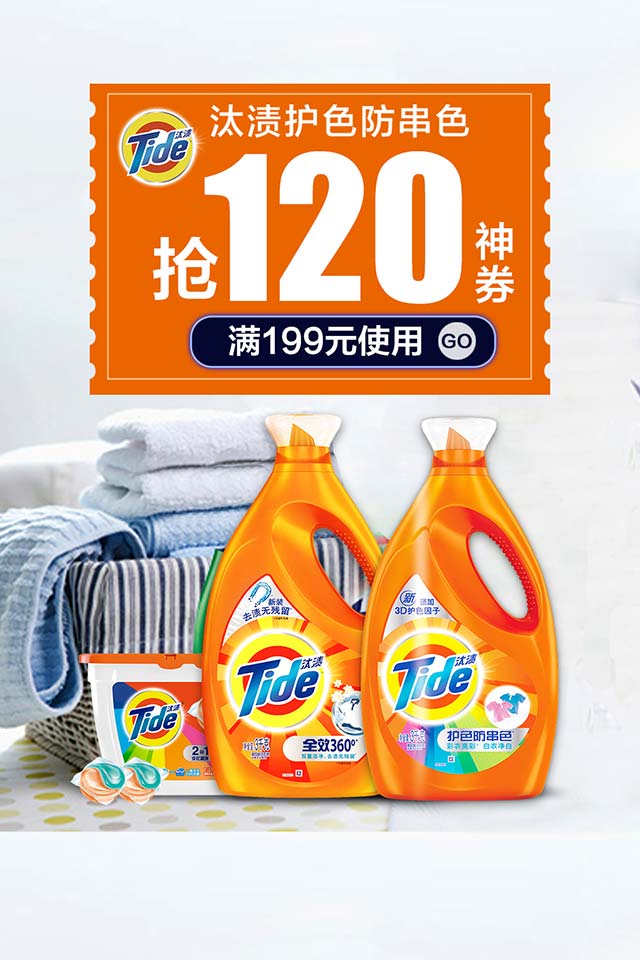 汰渍护色防串色
Tide 汰渍
抢120神券
满199元使用 GO
新装
去渍无残留
Tide 汰渍
全效360°
新 添加
3D护色因子
Tide 汰渍
护色防串色
彩衣亮彩 白衣净白
Tide 汰渍